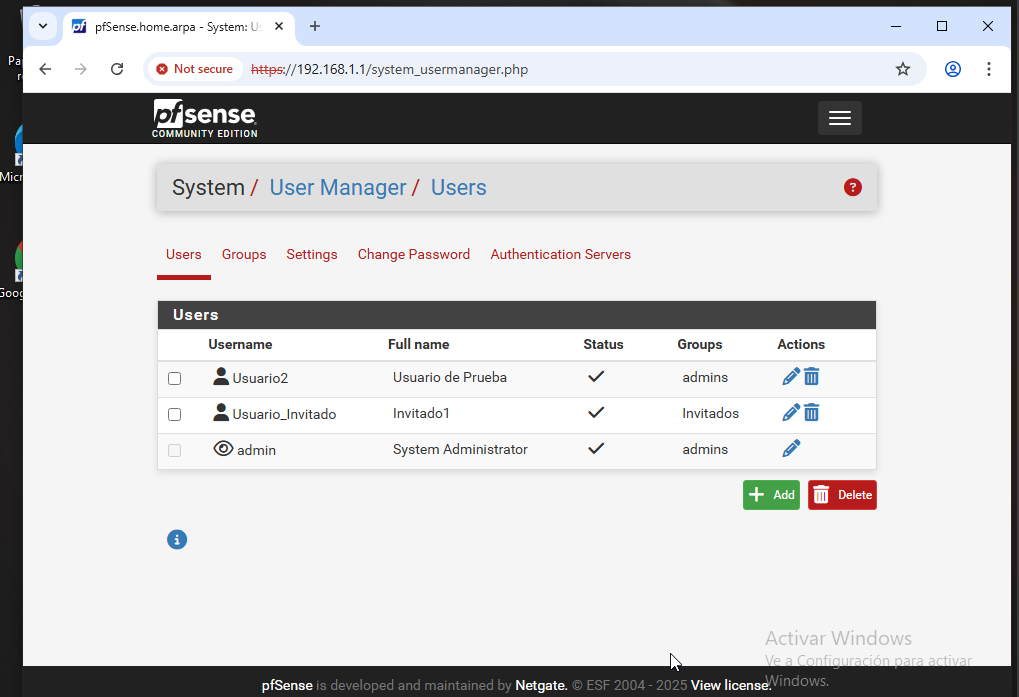 pfSense.home.arpa - System: Us
Not secure https://192.168.1.1/system_usermanager.php
pfsense
COMMUNITY EDITION
System / User Manager / Users
?
Users Groups Settings Change Password Authentication Servers
Users
Username Full name Status Groups Actions
Usuario2 Usuario de Prueba admins
Usuario_Invitado Invitado1 Invitados
admin System Administrator admins
Add Delete
i
Activar Windows
Ve a Configuración para activar
Windows.
pfSense is developed and maintained by Netgate. © ESF 2004 - 2025 View license.